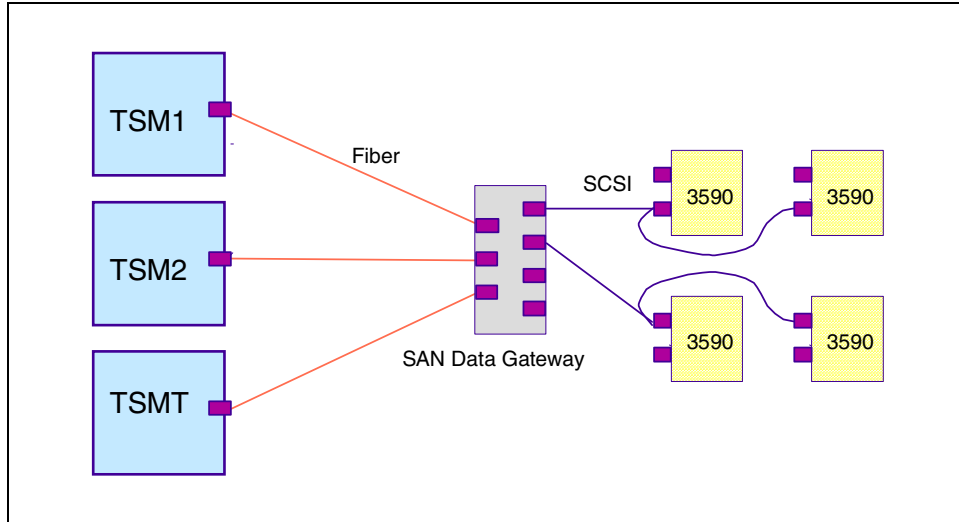 TSM1
Fiber
SCSI
3590
3590
TSM2
SAN Data Gateway
3590
3590
TSMT